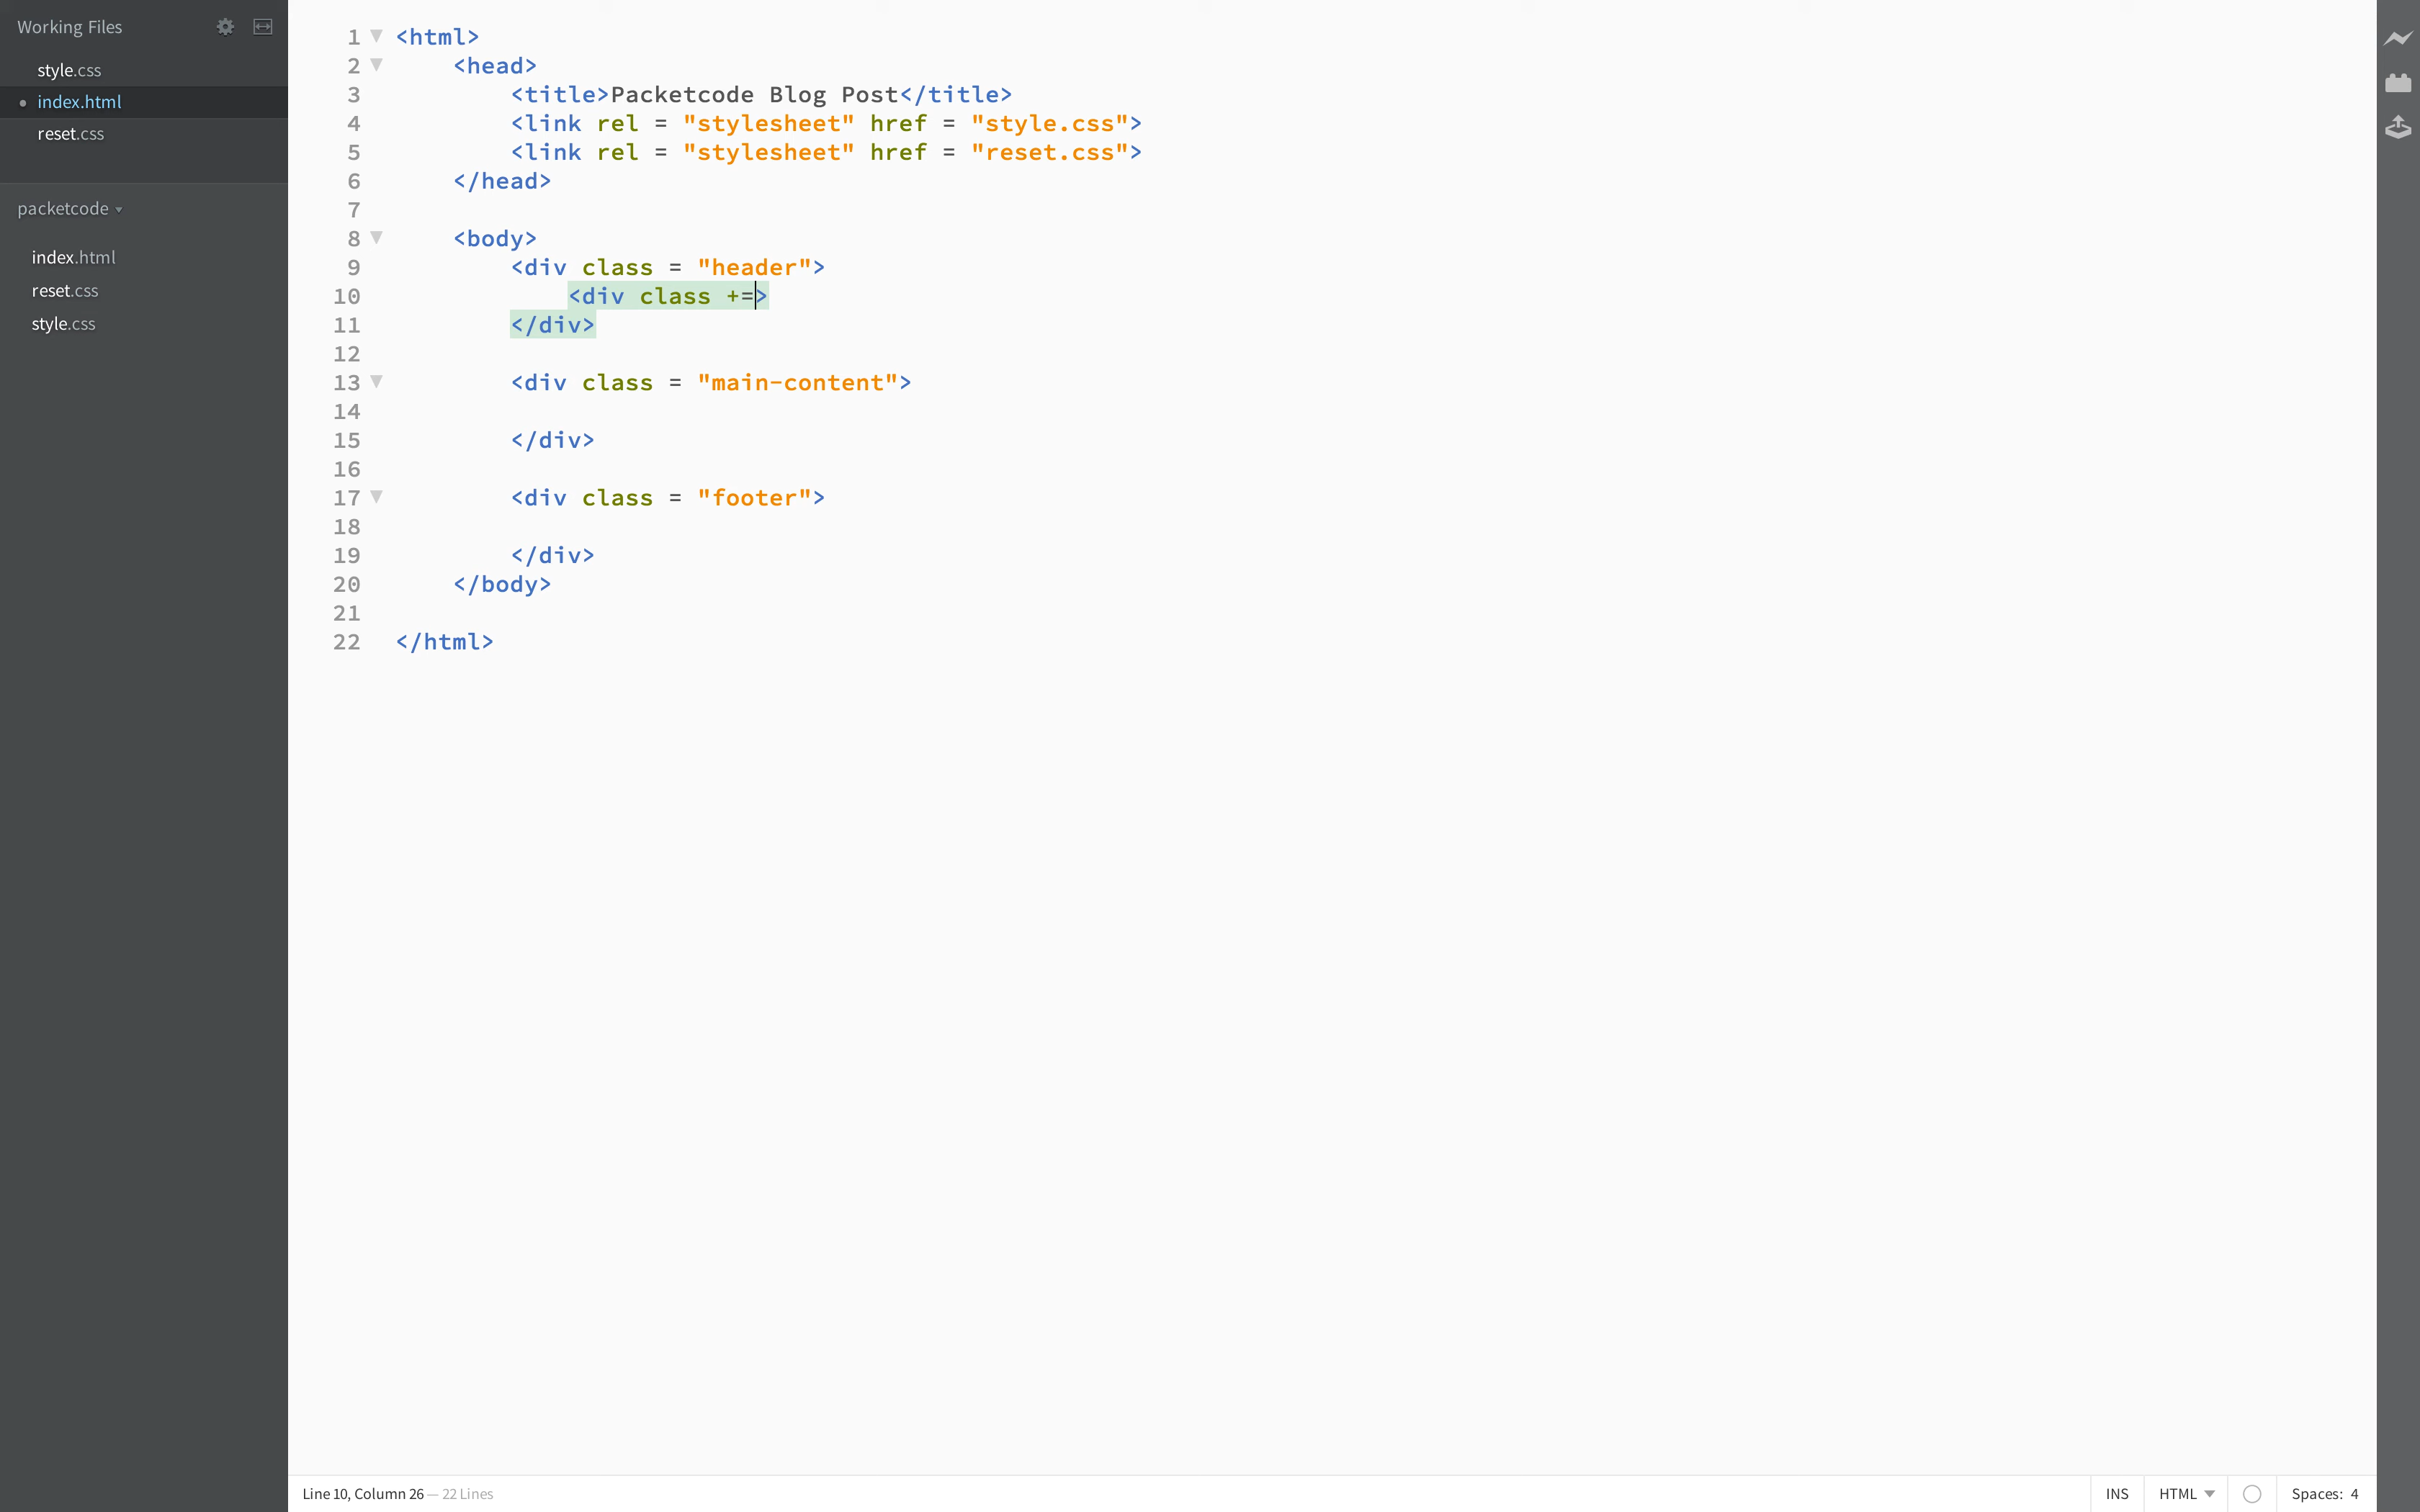 Working Files
style.css
index.html
reset.css
packetcode
index.html
reset.css
style.css
1 <html>
2 <head>
3 <title>Packetcode Blog Post</title>
4 <link rel = "stylesheet" href = "style.css">
5 <link rel = "stylesheet" href = "reset.css">
6 </head>
7
8 <body>
9 <div class = "header">
10 <div class +=>
11 </div>
12
13 <div class = "main-content">
14
15 </div>
16
17 <div class = "footer">
18
19 </div>
20 </body>
21
22 </html>
Line 10, Column 26 — 22 Lines
INS HTML Spaces: 4